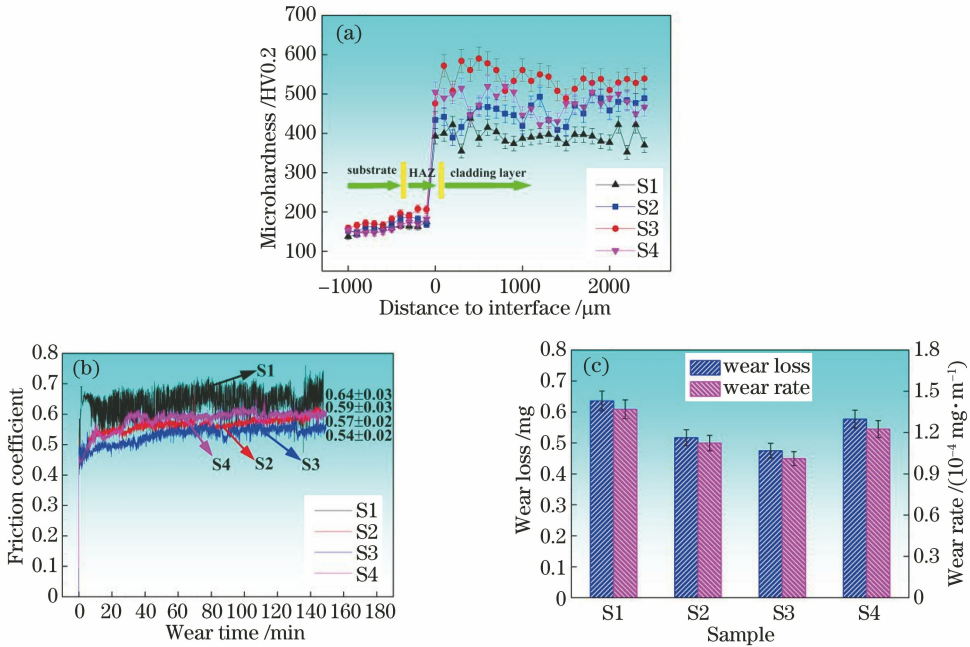 (a)
700
600
500
400
300
200
100
Microhardness /HV0.2
substrate HAZ cladding layer
S1
S2
S3
S4
−1000 0 1000 2000
Distance to interface /μm
(b)
0.8
0.7
0.6
0.5
0.4
0.3
0.2
0.1
0
Friction coefficient
S1
0.64±0.03
0.59±0.03
0.57±0.02
0.54±0.02
S4 S2 S3
S1
S2
S3
S4
0 20 40 60 80 100 120 140 160 180
Wear time /min
(c)
0.8
0.7
0.6
0.5
0.4
0.3
0.2
0.1
0
Wear loss /mg
wear loss
wear rate
1.8
1.5
1.2
0.9
0.6
0.3
0
Wear rate /(10⁻⁴ mg·m⁻¹)
S1 S2 S3 S4
Sample